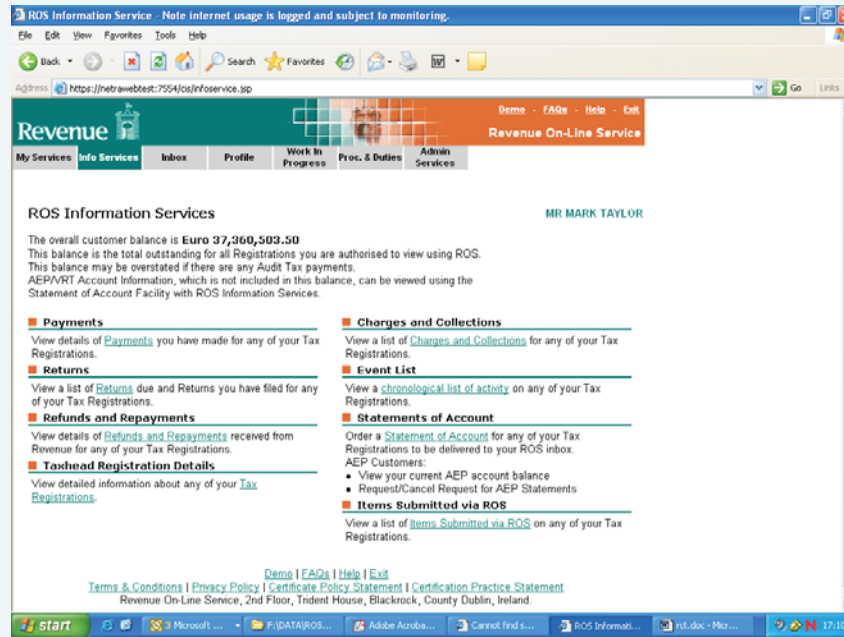 ROS Information Service - Note internet usage is logged and subject to monitoring.
File Edit View Favorites Tools Help
Back Search Favorites
Address https://netrawebtest:7554/cis/infoservice.jsp Go Links
Demo - FAQs - Help - Exit
Revenue Revenue On-Line Service
My Services Info Services Inbox Profile Work In Progress Proc. & Duties Admin Services
ROS Information Services MR MARK TAYLOR
The overall customer balance is Euro 37,360,503.50
This balance is the total outstanding for all Registrations you are authorised to view using ROS.
This balance may be overstated if there are any Audit Tax payments.
AEP/VRT Account Information, which is not included in this balance, can be viewed using the
Statement of Account Facility with ROS Information Services.
Payments
View details of Payments you have made for any of your Tax
Registrations.
Returns
View a list of Returns due and Returns you have filed for any
of your Tax Registrations.
Refunds and Repayments
View details of Refunds and Repayments received from
Revenue for any of your Tax Registrations.
Taxhead Registration Details
View detailed information about any of your Tax
Registrations.
Charges and Collections
View a list of Charges and Collections for any of your Tax
Registrations.
Event List
View a chronological list of activity on any of your Tax
Registrations.
Statements of Account
Order a Statement of Account for any of your Tax
Registrations to be delivered to your ROS inbox.
AEP Customers:
• View your current AEP account balance
• Request/Cancel Request for AEP Statements
Items Submitted via ROS
View a list of Items Submitted via ROS on any of your Tax
Registrations.
Demo | FAQs | Help | Exit
Terms & Conditions | Privacy Policy | Certificate Policy Statement | Certification Practice Statement
Revenue On-Line Service, 2nd Floor, Trident House, Blackrock, County Dublin, Ireland.
start 3 Microsoft ... F:\DATA\ROS... Adobe Acroba... Cannot find s... ROS Informati... rct.doc - Micr... 17:10